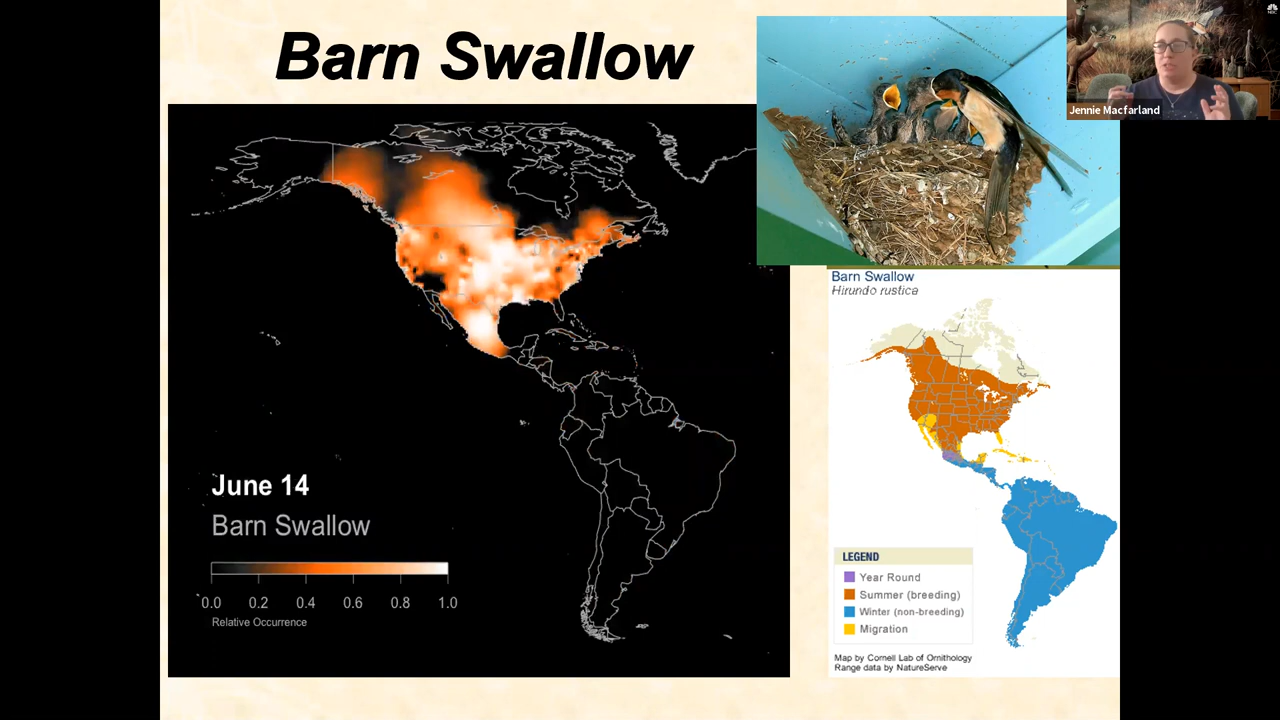 Barn Swallow
Jennie Macfarland
June 14
Barn Swallow
0.0 0.2 0.4 0.6 0.8 1.0
Relative Occurrence
Barn Swallow
Hirundo rustica
LEGEND
Year Round
Summer (breeding)
Winter (non-breeding)
Migration
Map by Cornell Lab of Ornithology
Range data by NatureServe